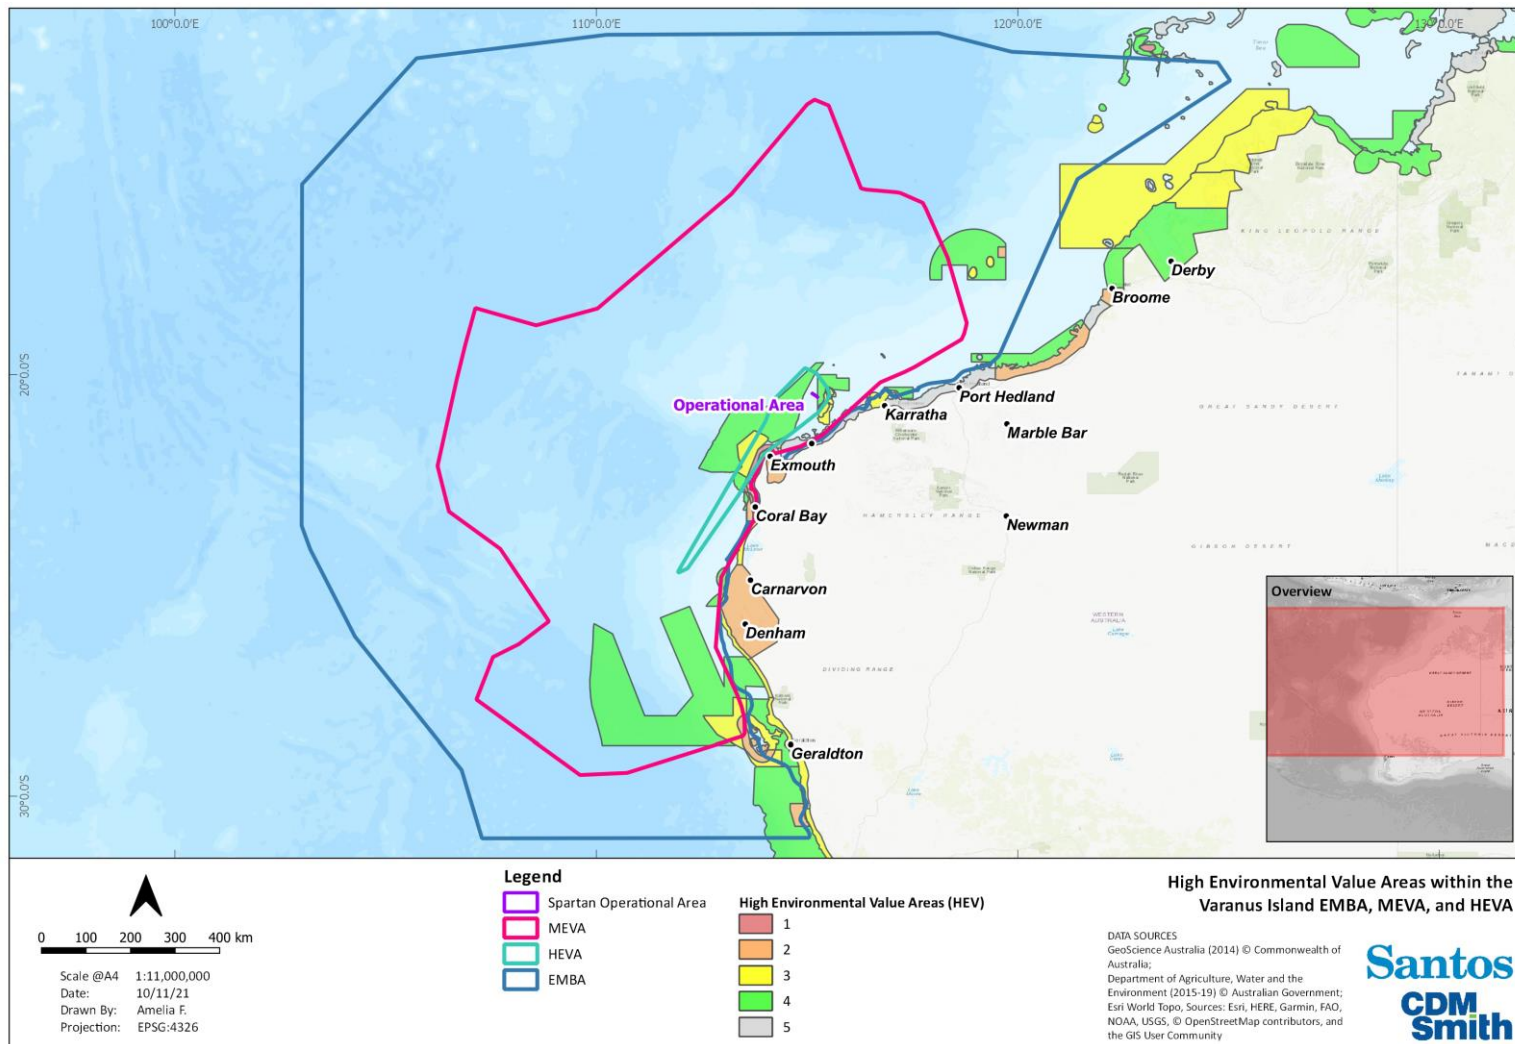 100°0.0'E
110°0.0'E
120°0.0'E
130°0.0'E
20°0.0'S
30°0.0'S
Timor
Sea
KING LEOPOLD RANGE
Derby
Broome
Operational Area
Port Hedland
Karratha
GREAT SANDY DESERT
Marble Bar
Exmouth
Coral Bay
HAMERSLEY RANGE
Newman
GIBSON DESERT
Carnarvon
WESTERN
AUSTRALIA
Denham
DIVIDING RANGE
Geraldton
Overview
Legend
Spartan Operational Area
MEVA
HEVA
EMBA
High Environmental Value Areas (HEV)
1
2
3
4
5
0 100 200 300 400 km
Scale @A4 1:11,000,000
Date: 10/11/21
Drawn By: Amelia F.
Projection: EPSG:4326
High Environmental Value Areas within the
Varanus Island EMBA, MEVA, and HEVA
DATA SOURCES
GeoScience Australia (2014) © Commonwealth of
Australia;
Department of Agriculture, Water and the
Environment (2015-19) © Australian Government;
Esri World Topo, Sources: Esri, HERE, Garmin, FAO,
NOAA, USGS, © OpenStreetMap contributors, and
the GIS User Community
Santos
CDM
Smith